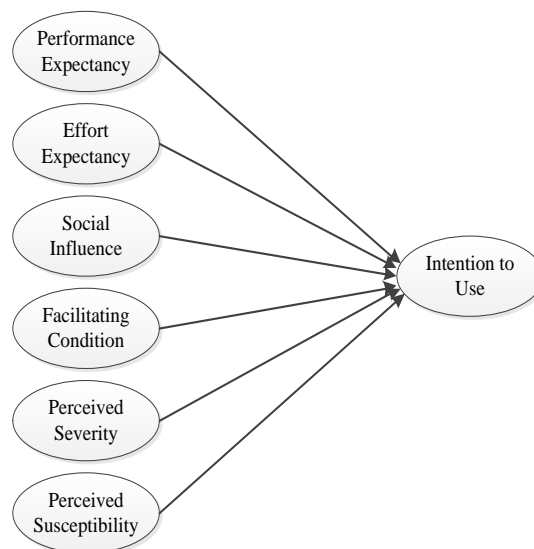 Performance
Expectancy
Effort
Expectancy
Social
Influence
Intention to
Use
Facilitating
Condition
Perceived
Severity
Perceived
Susceptibility